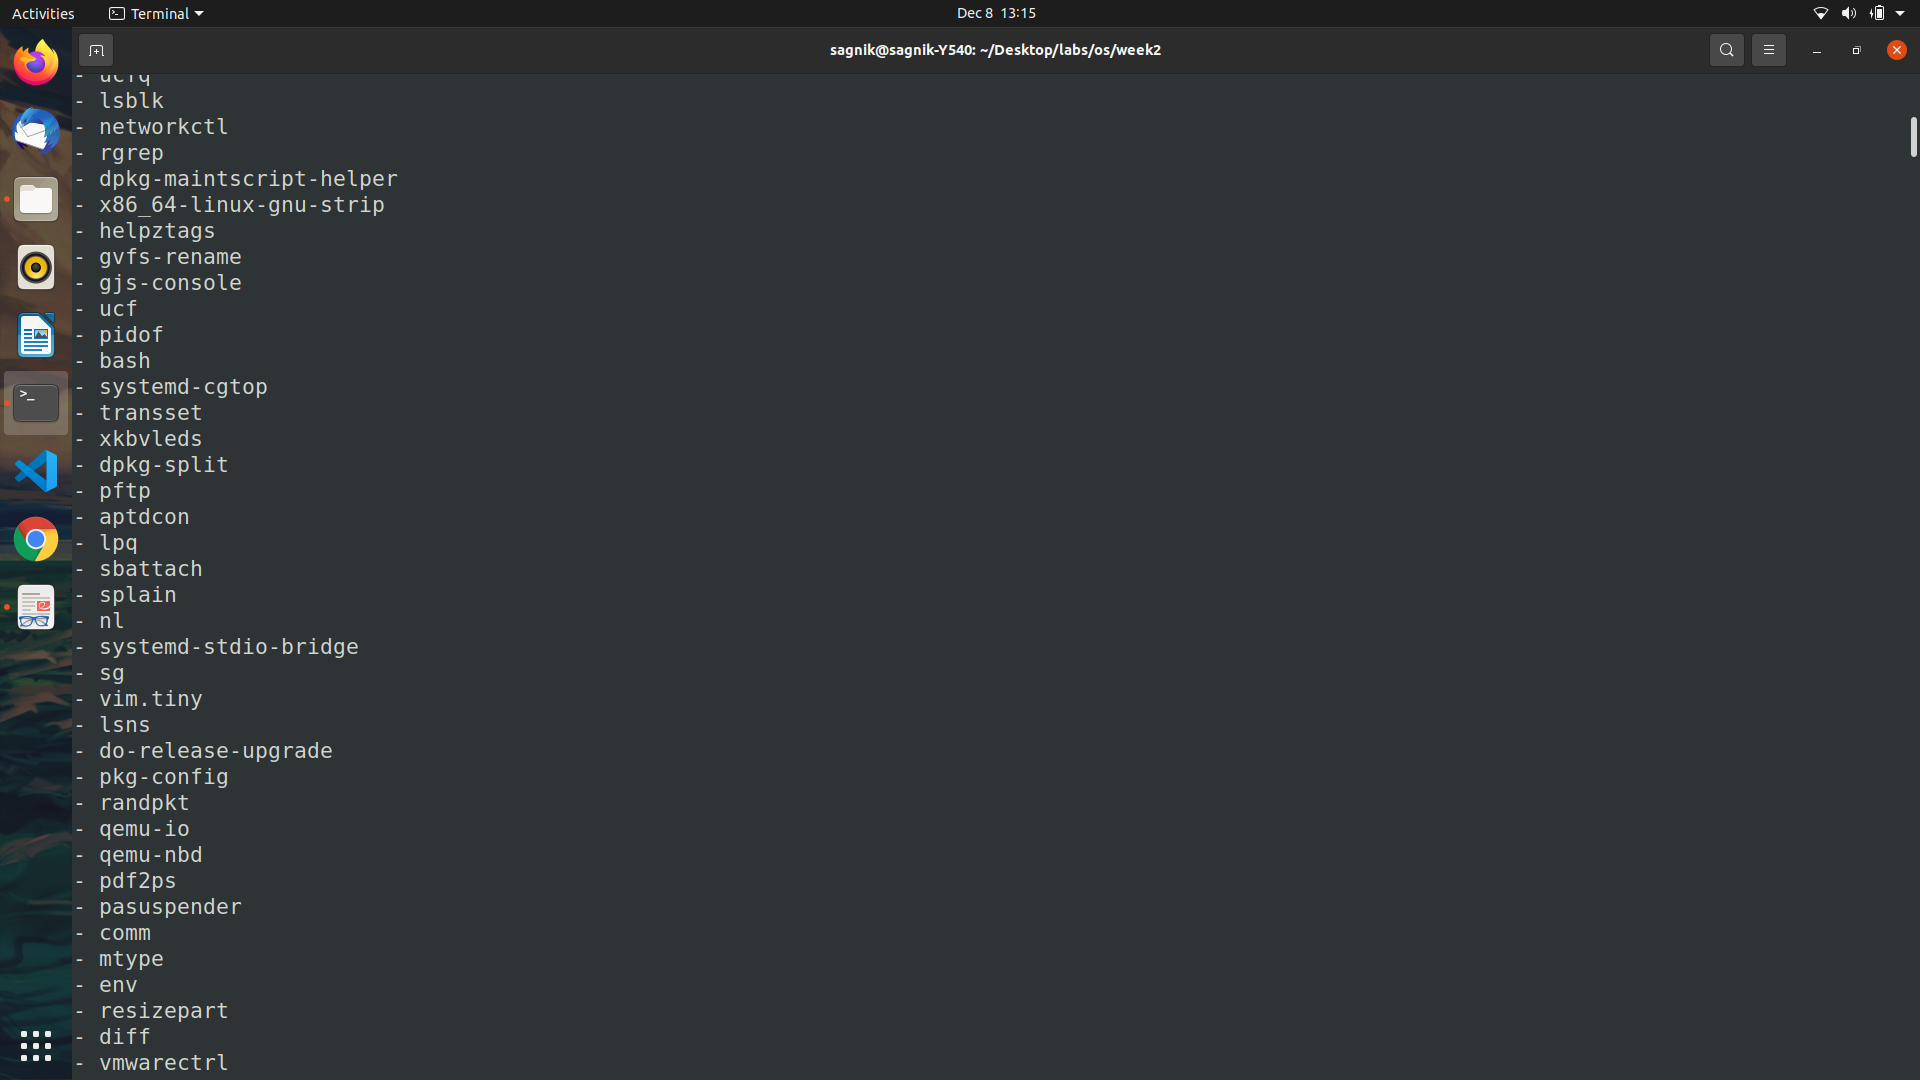 Activities
Terminal
Dec 8 13:15
sagnik@sagnik-Y540: ~/Desktop/labs/os/week2
- ucfq
- lsblk
- networkctl
- rgrep
- dpkg-maintscript-helper
- x86_64-linux-gnu-strip
- helpztags
- gvfs-rename
- gjs-console
- ucf
- pidof
- bash
- systemd-cgtop
- transset
- xkbvleds
- dpkg-split
- pftp
- aptdcon
- lpq
- sbattach
- splain
- nl
- systemd-stdio-bridge
- sg
- vim.tiny
- lsns
- do-release-upgrade
- pkg-config
- randpkt
- qemu-io
- qemu-nbd
- pdf2ps
- pasuspender
- comm
- mtype
- env
- resizepart
- diff
- vmwarectrl